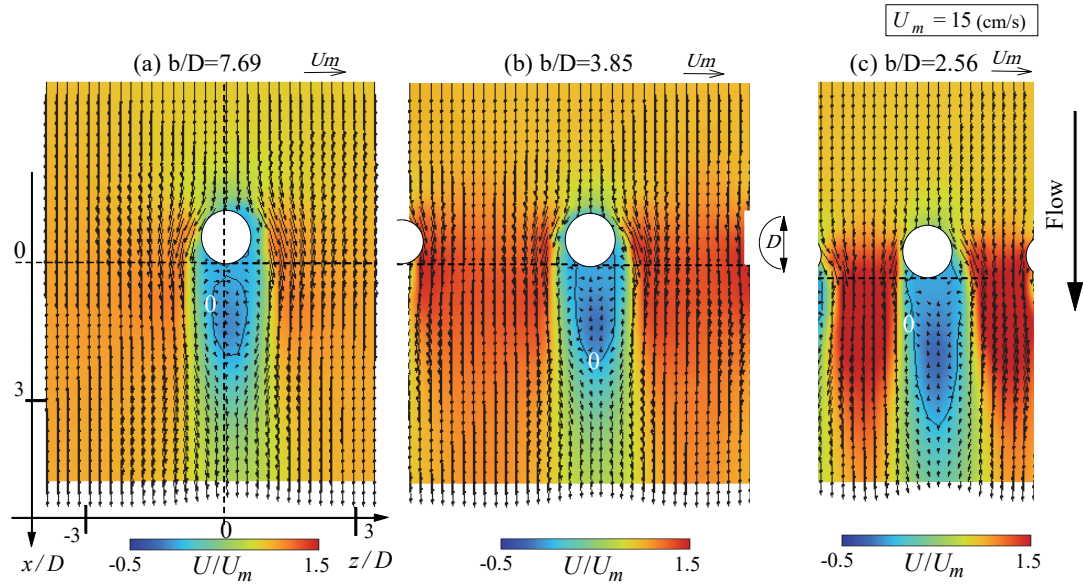 U_m = 15 (cm/s)
(a) b/D=7.69
Um
(b) b/D=3.85
Um
(c) b/D=2.56
Um
Flow
D
0
0
0
0
3
-3
0
3
x/D
z/D
-0.5
U/U_m
1.5
-0.5
U/U_m
1.5
-0.5
U/U_m
1.5